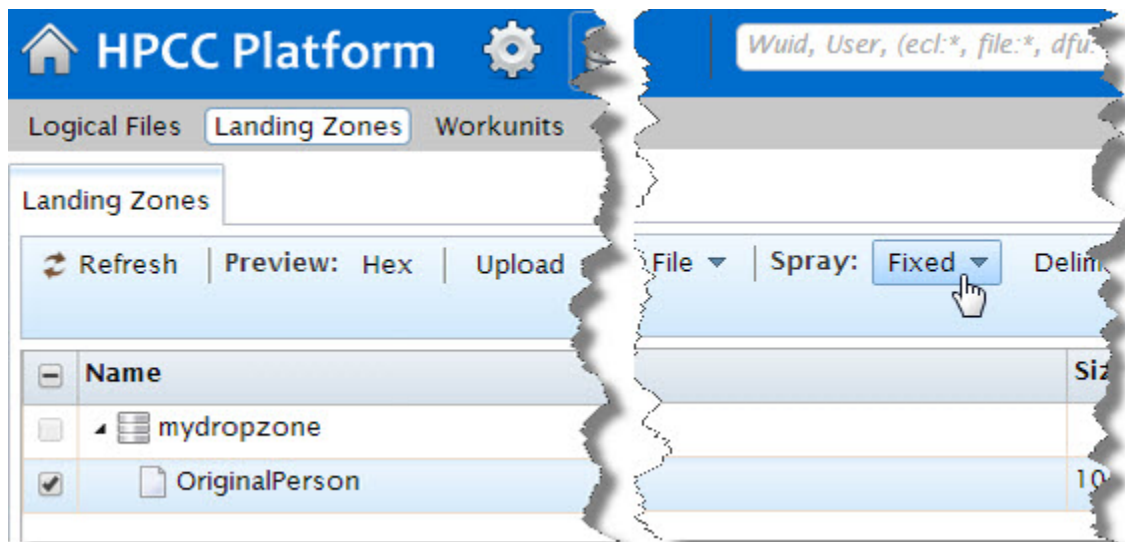 HPCC Platform
Wuid, User, (ecl:*, file:*, dfu:
Logical Files Landing Zones Workunits
Landing Zones
Refresh Preview: Hex Upload File Spray: Fixed
Name
mydropzone
OriginalPerson 10